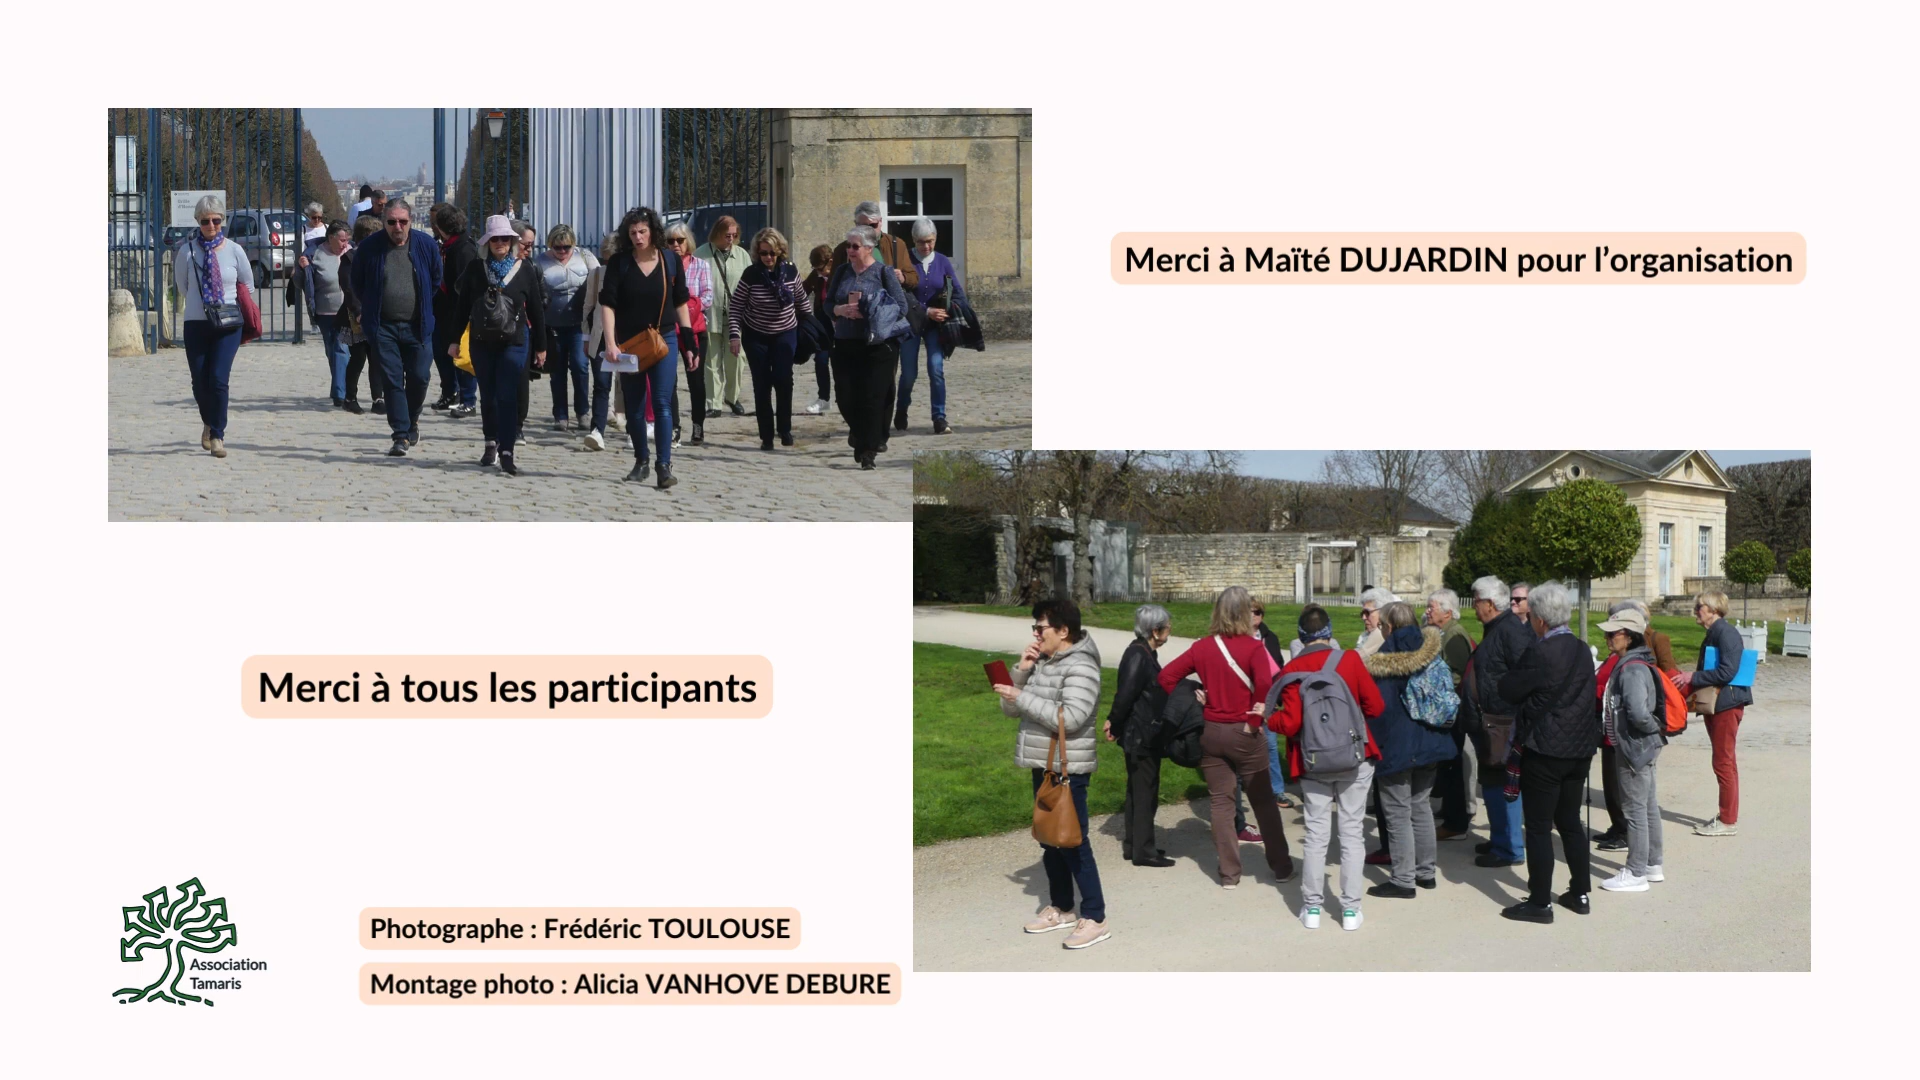 Merci à Maïté DUJARDIN pour l’organisation
Merci à tous les participants
Photographe : Frédéric TOULOUSE
Montage photo : Alicia VANHOVE DEBURE
Association
Tamaris